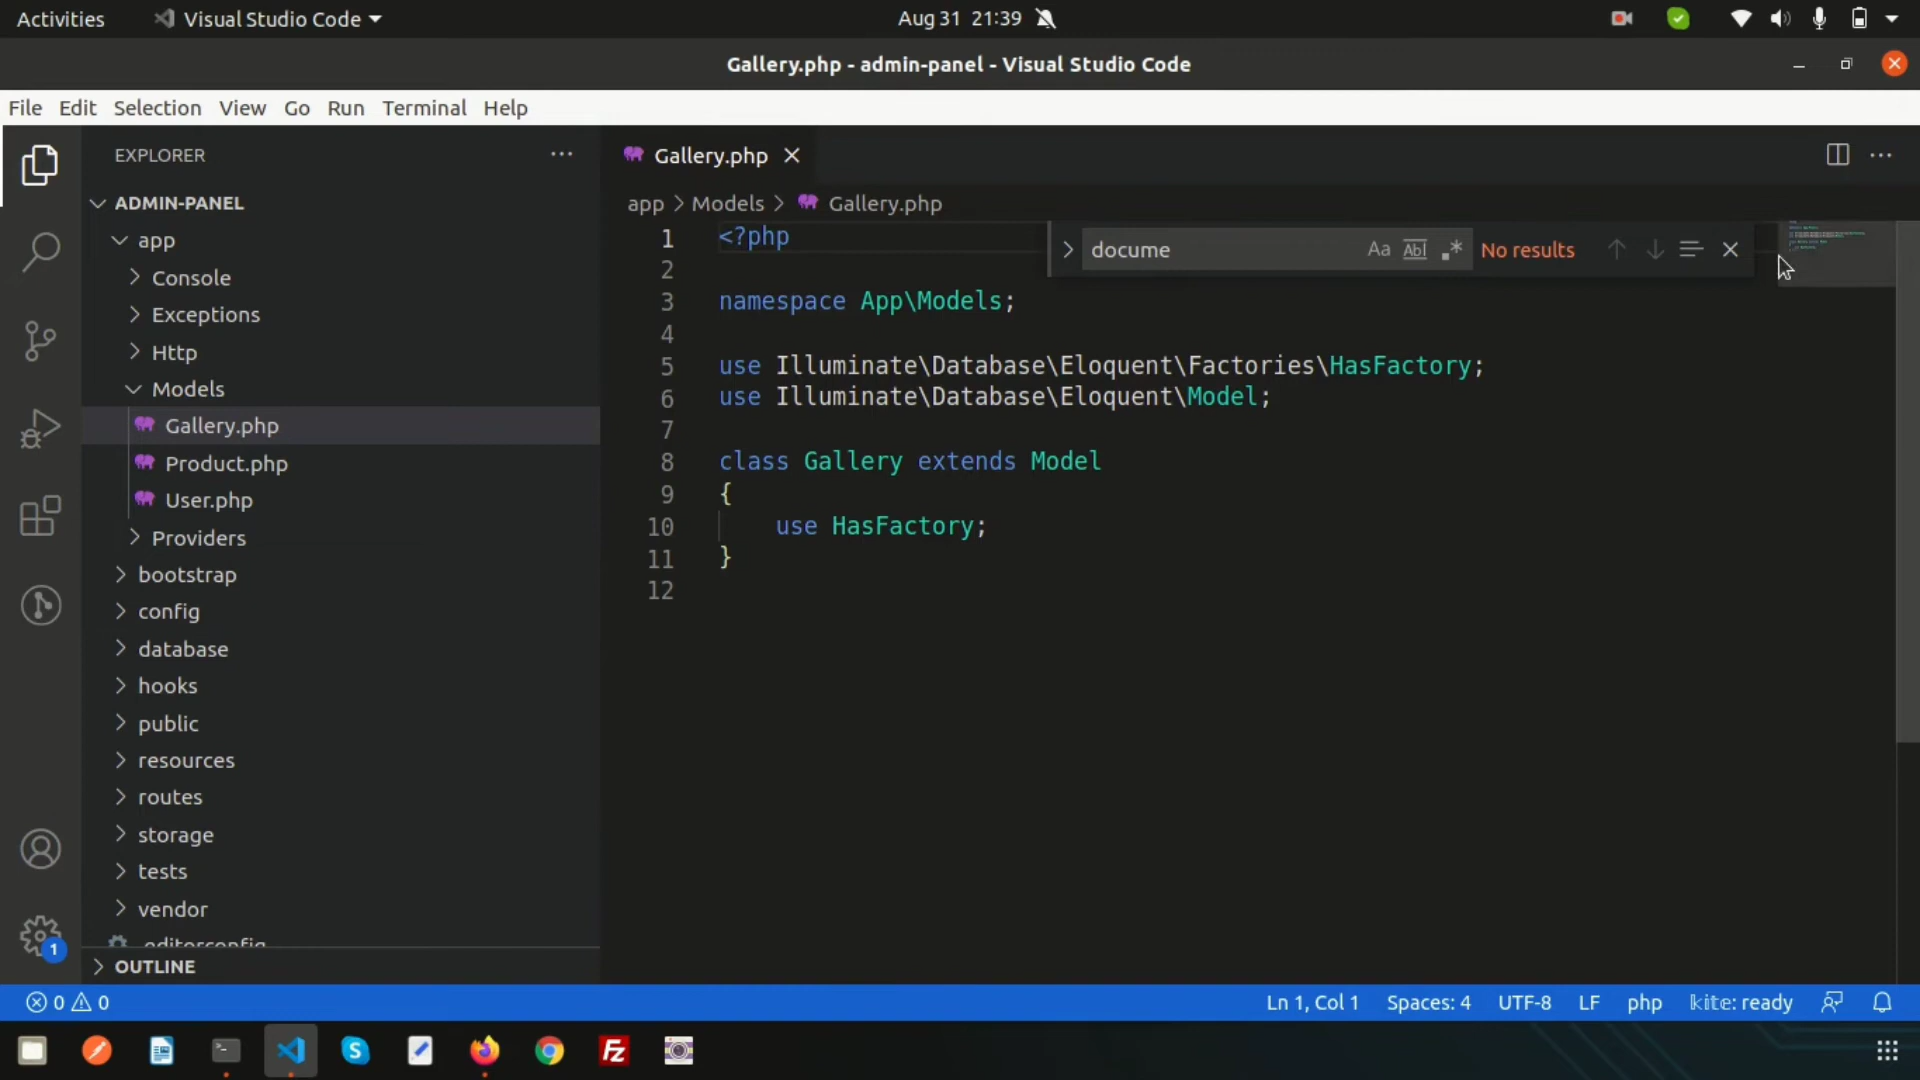 Activities
Visual Studio Code
Aug 31 21:39
Gallery.php - admin-panel - Visual Studio Code
File Edit Selection View Go Run Terminal Help
EXPLORER
ADMIN-PANEL
app
Console
Exceptions
Http
Models
Gallery.php
Product.php
User.php
Providers
bootstrap
config
database
hooks
public
resources
routes
storage
tests
vendor
.editorconfig
OUTLINE
Gallery.php
app > Models > Gallery.php
docume
Aa Abl .* No results
1 <?php
2
3 namespace App\Models;
4
5 use Illuminate\Database\Eloquent\Factories\HasFactory;
6 use Illuminate\Database\Eloquent\Model;
7
8 class Gallery extends Model
9 {
10 use HasFactory;
11 }
12
1
0 0
Ln 1, Col 1 Spaces: 4 UTF-8 LF php kite: ready
S
Fz